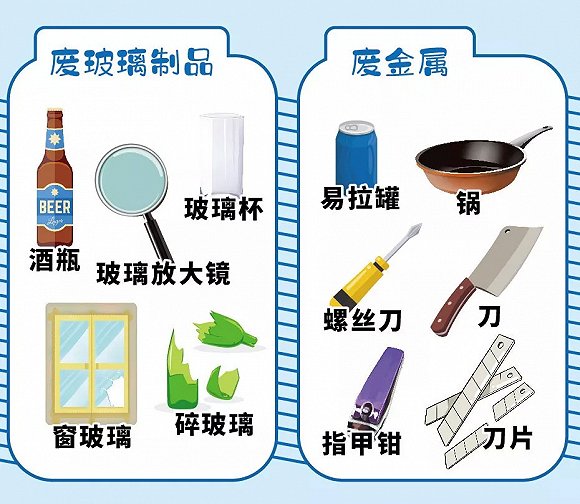 废玻璃制品
BEER
Lager
酒瓶
玻璃放大镜
玻璃杯
窗玻璃
碎玻璃
废金属
易拉罐
锅
螺丝刀
刀
指甲钳
刀片